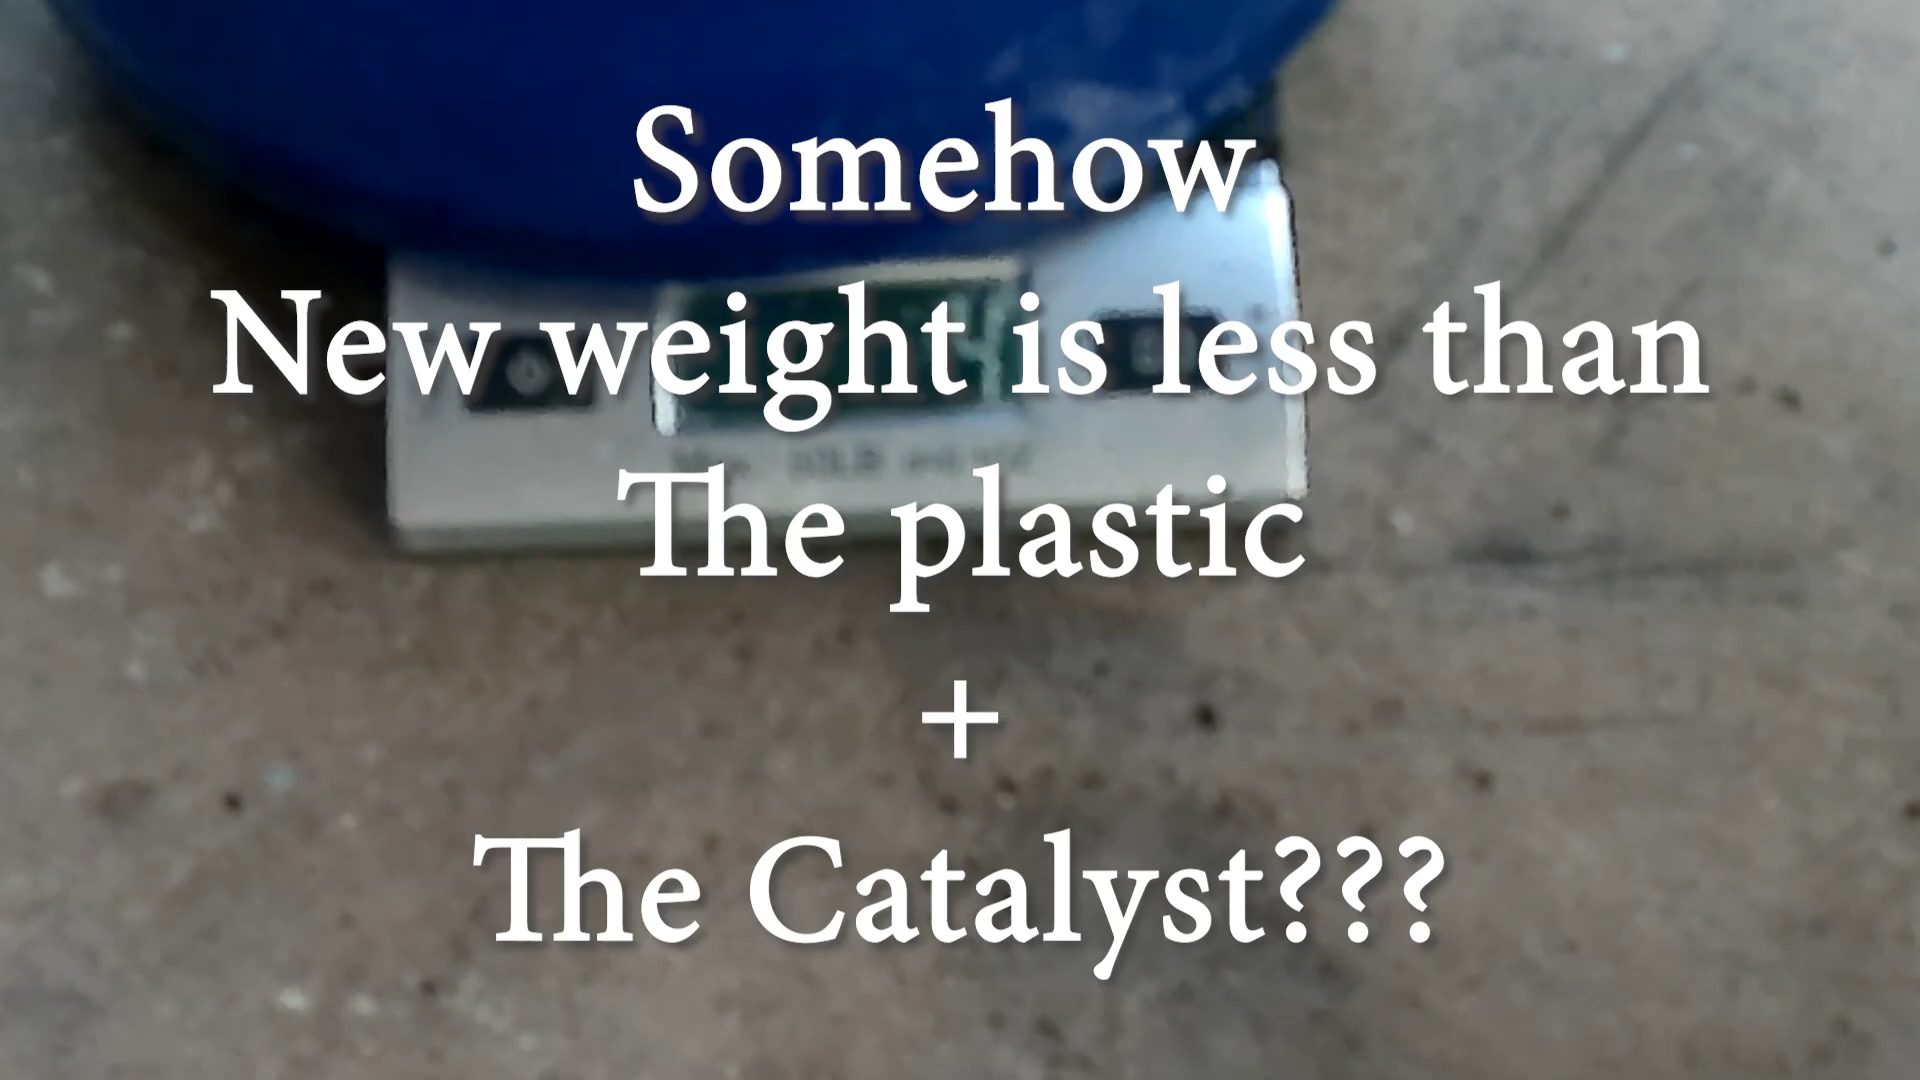 Somehow
New weight is less than
The plastic
+
The Catalyst???